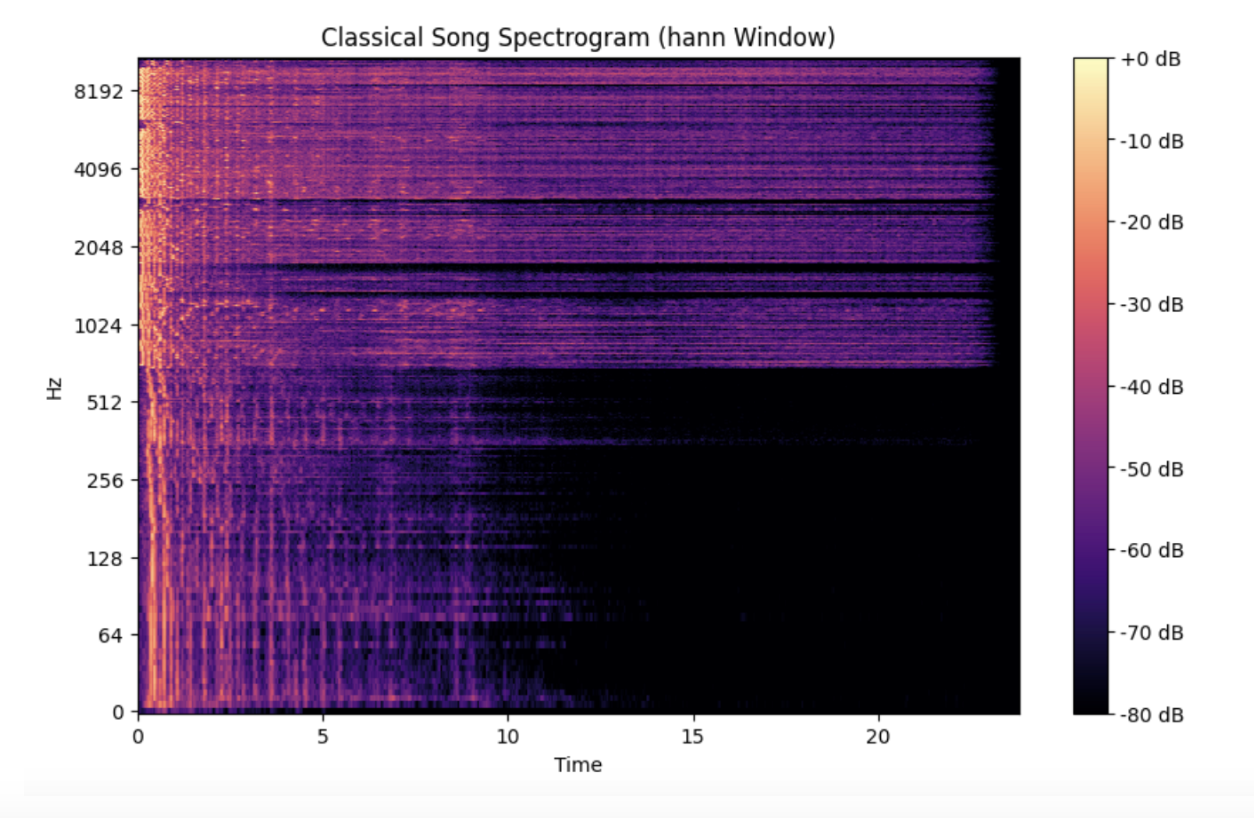 Classical Song Spectrogram (hann Window)
Hz
8192
4096
2048
1024
512
256
128
64
0
0 5 10 15 20
Time
+0 dB
-10 dB
-20 dB
-30 dB
-40 dB
-50 dB
-60 dB
-70 dB
-80 dB